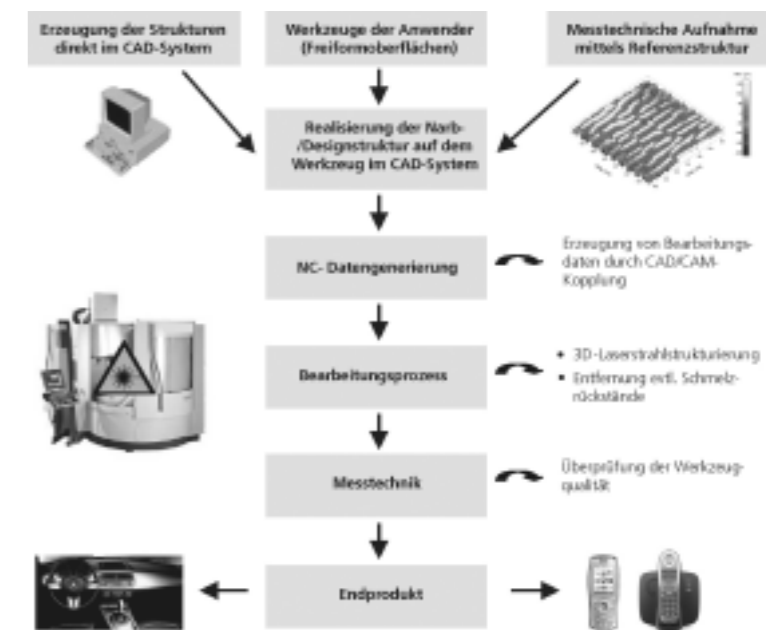 Erzeugung der Strukturen
direkt im CAD-System
Werkzeuge der Anwender
(Freiformoberflächen)
Messtechnische Aufnahme
mittels Referenzstruktur
Realisierung der Narb-
/Designstruktur auf dem
Werkzeug im CAD-System
NC- Datengenerierung
Erzeugung von Bearbeitungs-
daten durch CAD/CAM-
Kopplung
Bearbeitungsprozess
• 3D-Laserstrahlstrukturierung
• Entfernung evtl. Schmelz-
rückstände
Messtechnik
Überprüfung der Werkzeug-
qualität
Endprodukt